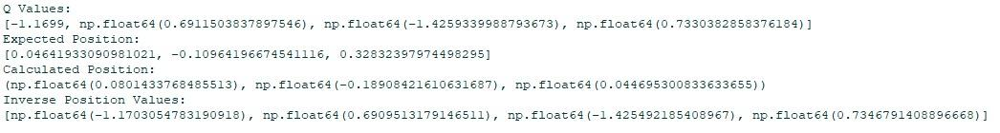 Q Values:
[-1.1699, np.float64(0.6911503837897546), np.float64(-1.4259339988793673), np.float64(0.7330382858376184)]
Expected Position:
[0.04641933090981021, -0.10964196674541116, 0.32832397974498295]
Calculated Position:
(np.float64(0.0801433768485513), np.float64(-0.18908421610631687), np.float64(0.044695300833633655))
Inverse Position Values:
[np.float64(-1.1703054783190918), np.float64(0.6909513179146511), np.float64(-1.425492185408967), np.float64(0.7346791408896668)]